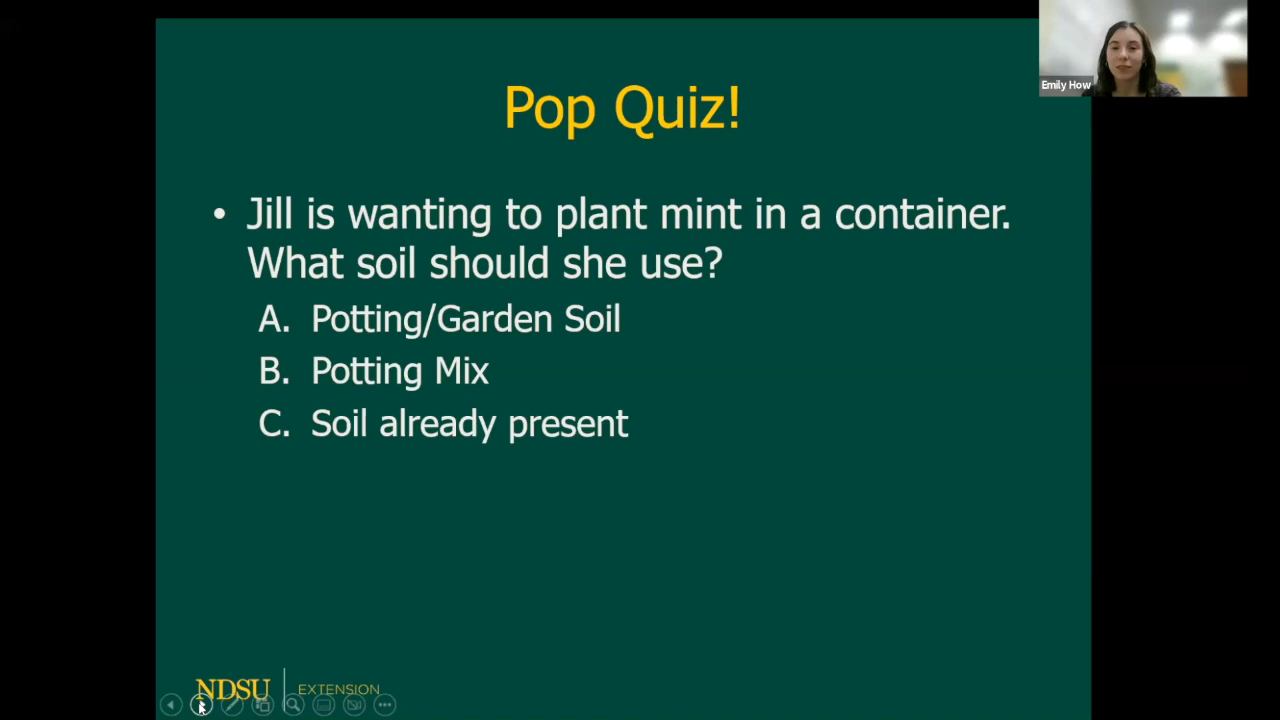 Emily How
Pop Quiz!
• Jill is wanting to plant mint in a container.
What soil should she use?
A. Potting/Garden Soil
B. Potting Mix
C. Soil already present
NDSU EXTENSION